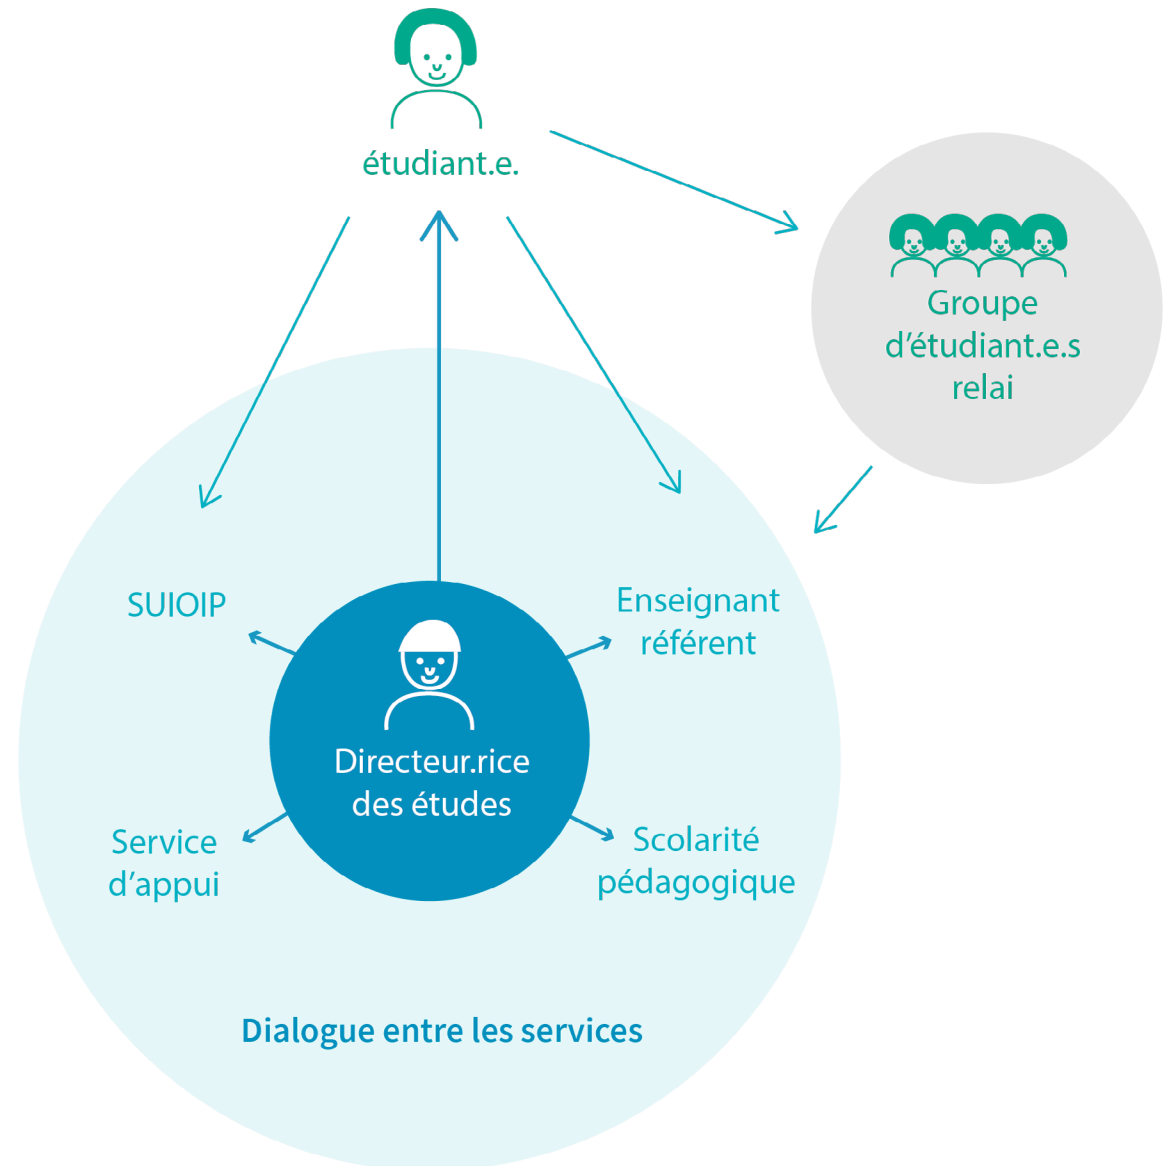 étudiant.e.
Groupe
d'étudiant.e.s
relai
SUIOIP
Enseignant
référent
Directeur.rice
des études
Service
d'appui
Scolarité
pédagogique
Dialogue entre les services